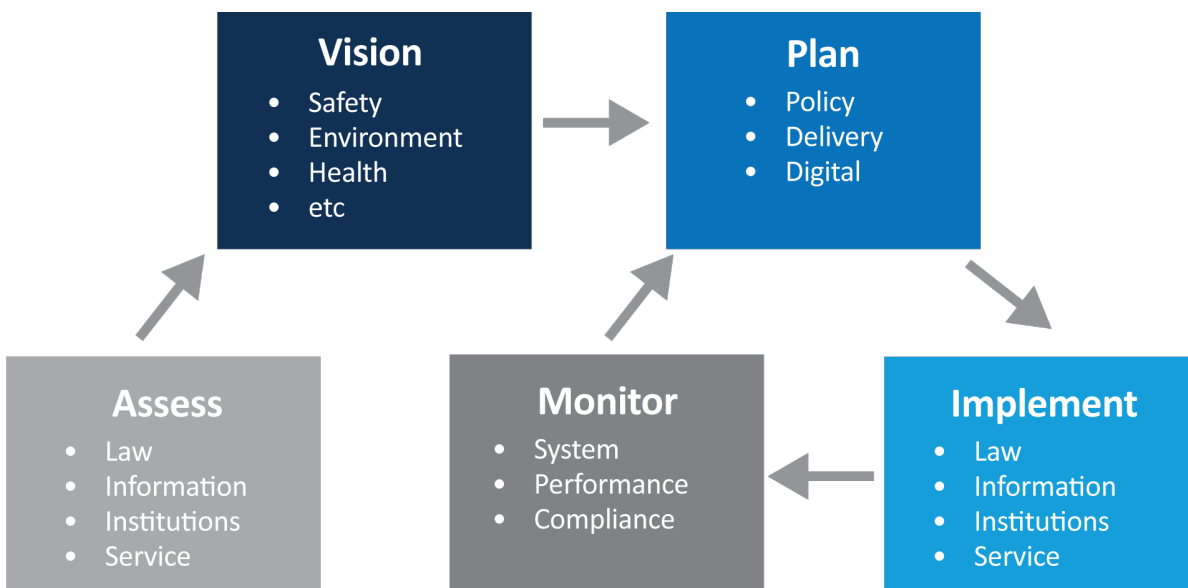 Vision
• Safety
• Environment
• Health
• etc
Plan
• Policy
• Delivery
• Digital
Assess
• Law
• Information
• Institutions
• Service
Monitor
• System
• Performance
• Compliance
Implement
• Law
• Information
• Institutions
• Service